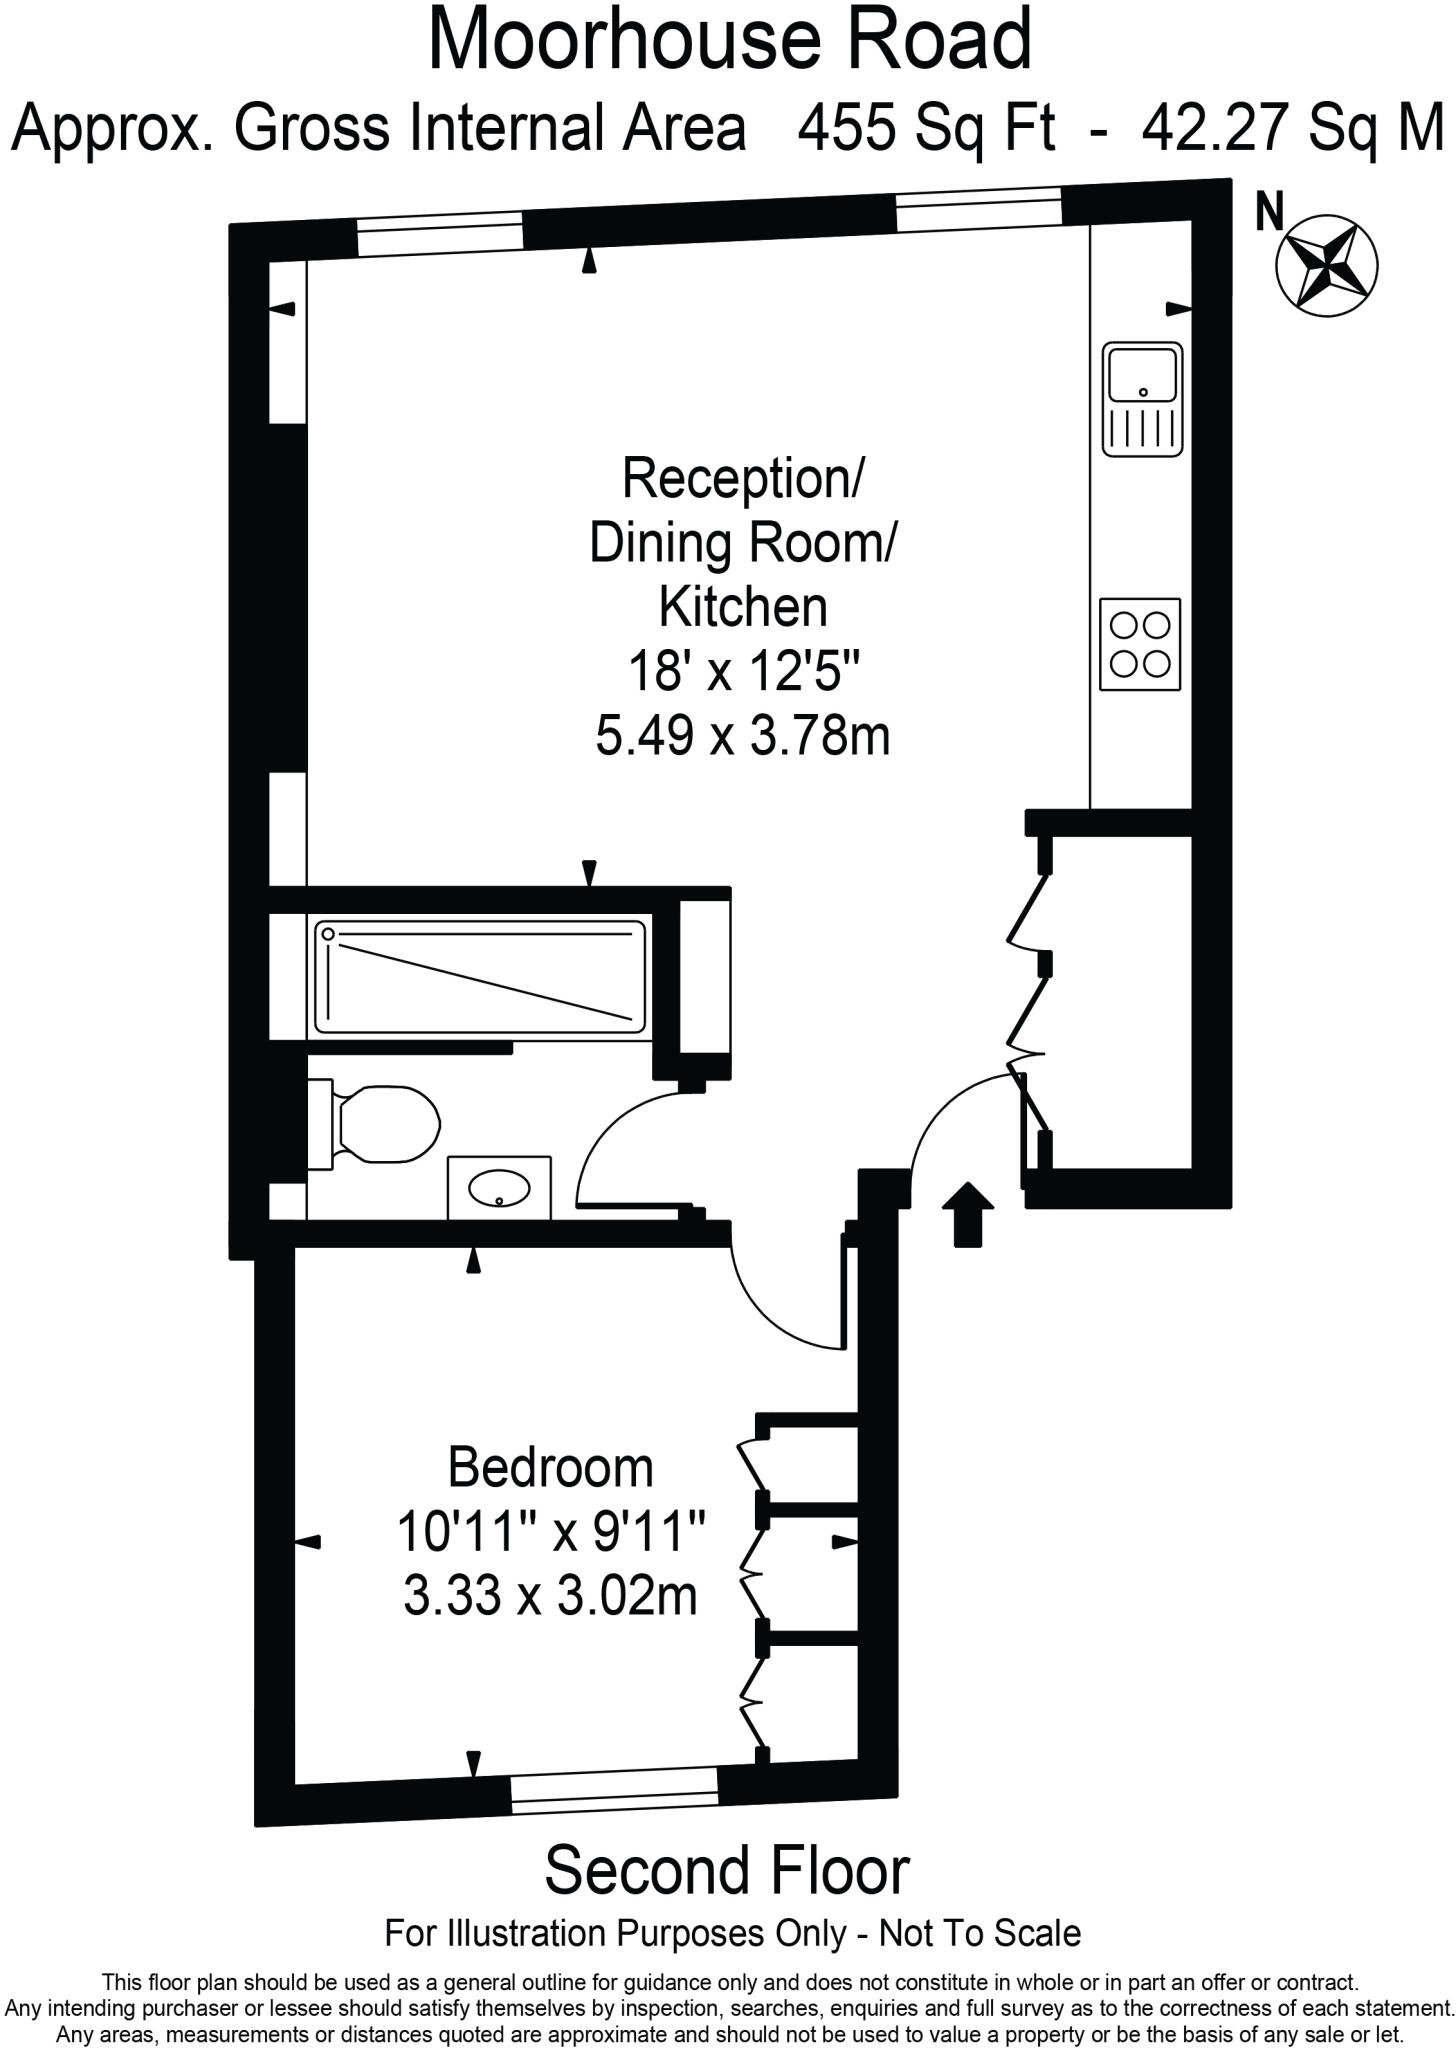 Moorhouse Road
Approx. Gross Internal Area 455 Sq Ft - 42.27 Sq M
N
Reception/
Dining Room/
Kitchen
18' x 12'5"
5.49 x 3.78m
Bedroom
10'11" x 9'11"
3.33 x 3.02m
Second Floor
For Illustration Purposes Only - Not To Scale
This floor plan should be used as a general outline for guidance only and does not constitute in whole or in part an offer or contract.
Any intending purchaser or lessee should satisfy themselves by inspection, searches, enquiries and full survey as to the correctness of each statement.
Any areas, measurements or distances quoted are approximate and should not be used to value a property or be the basis of any sale or let.